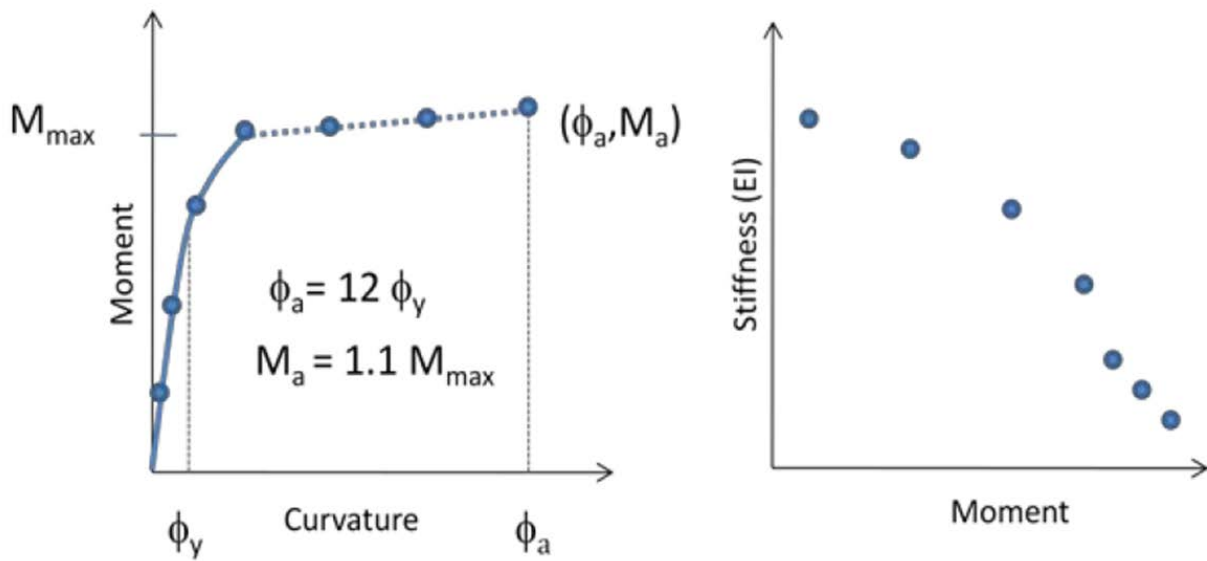 M_max
Moment
(ϕ_a,M_a)
ϕ_a= 12 ϕ_y
M_a = 1.1 M_max
ϕ_y
Curvature
ϕ_a
Stiffness (EI)
Moment